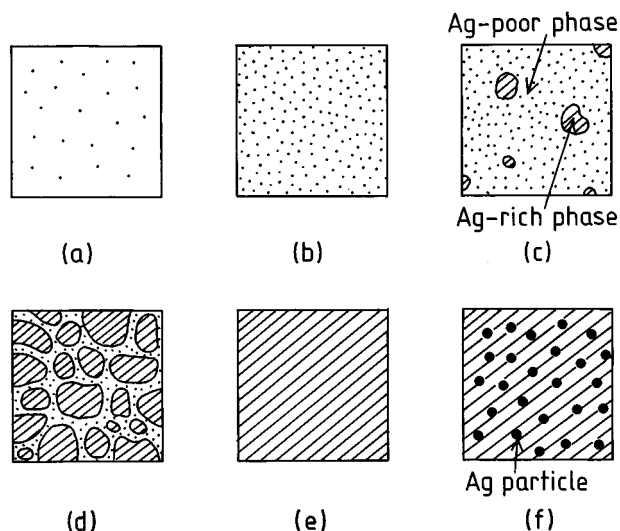 Ag-poor phase
Ag-rich phase
(a)
(b)
(c)
Ag particle
(d)
(e)
(f)